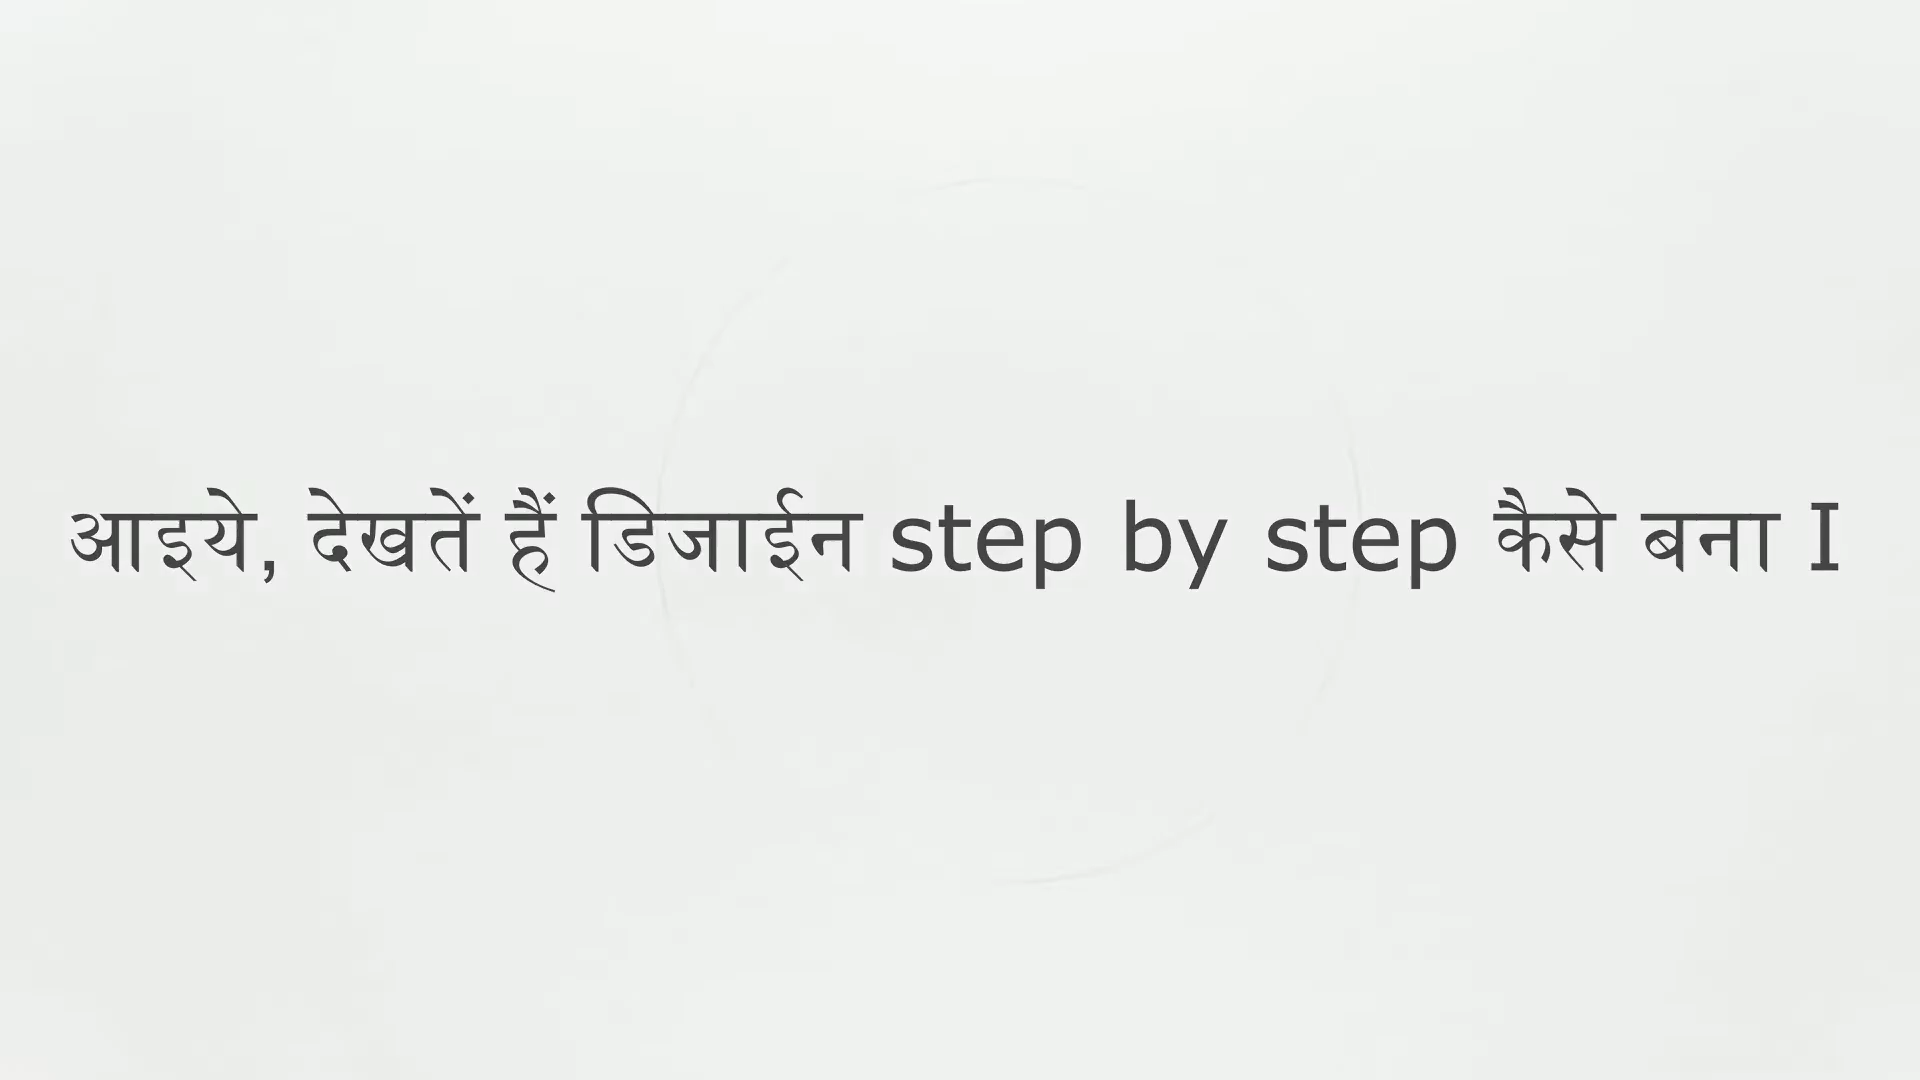 आइये, देखतें हैं डिजाईन step by step कैसे बना I